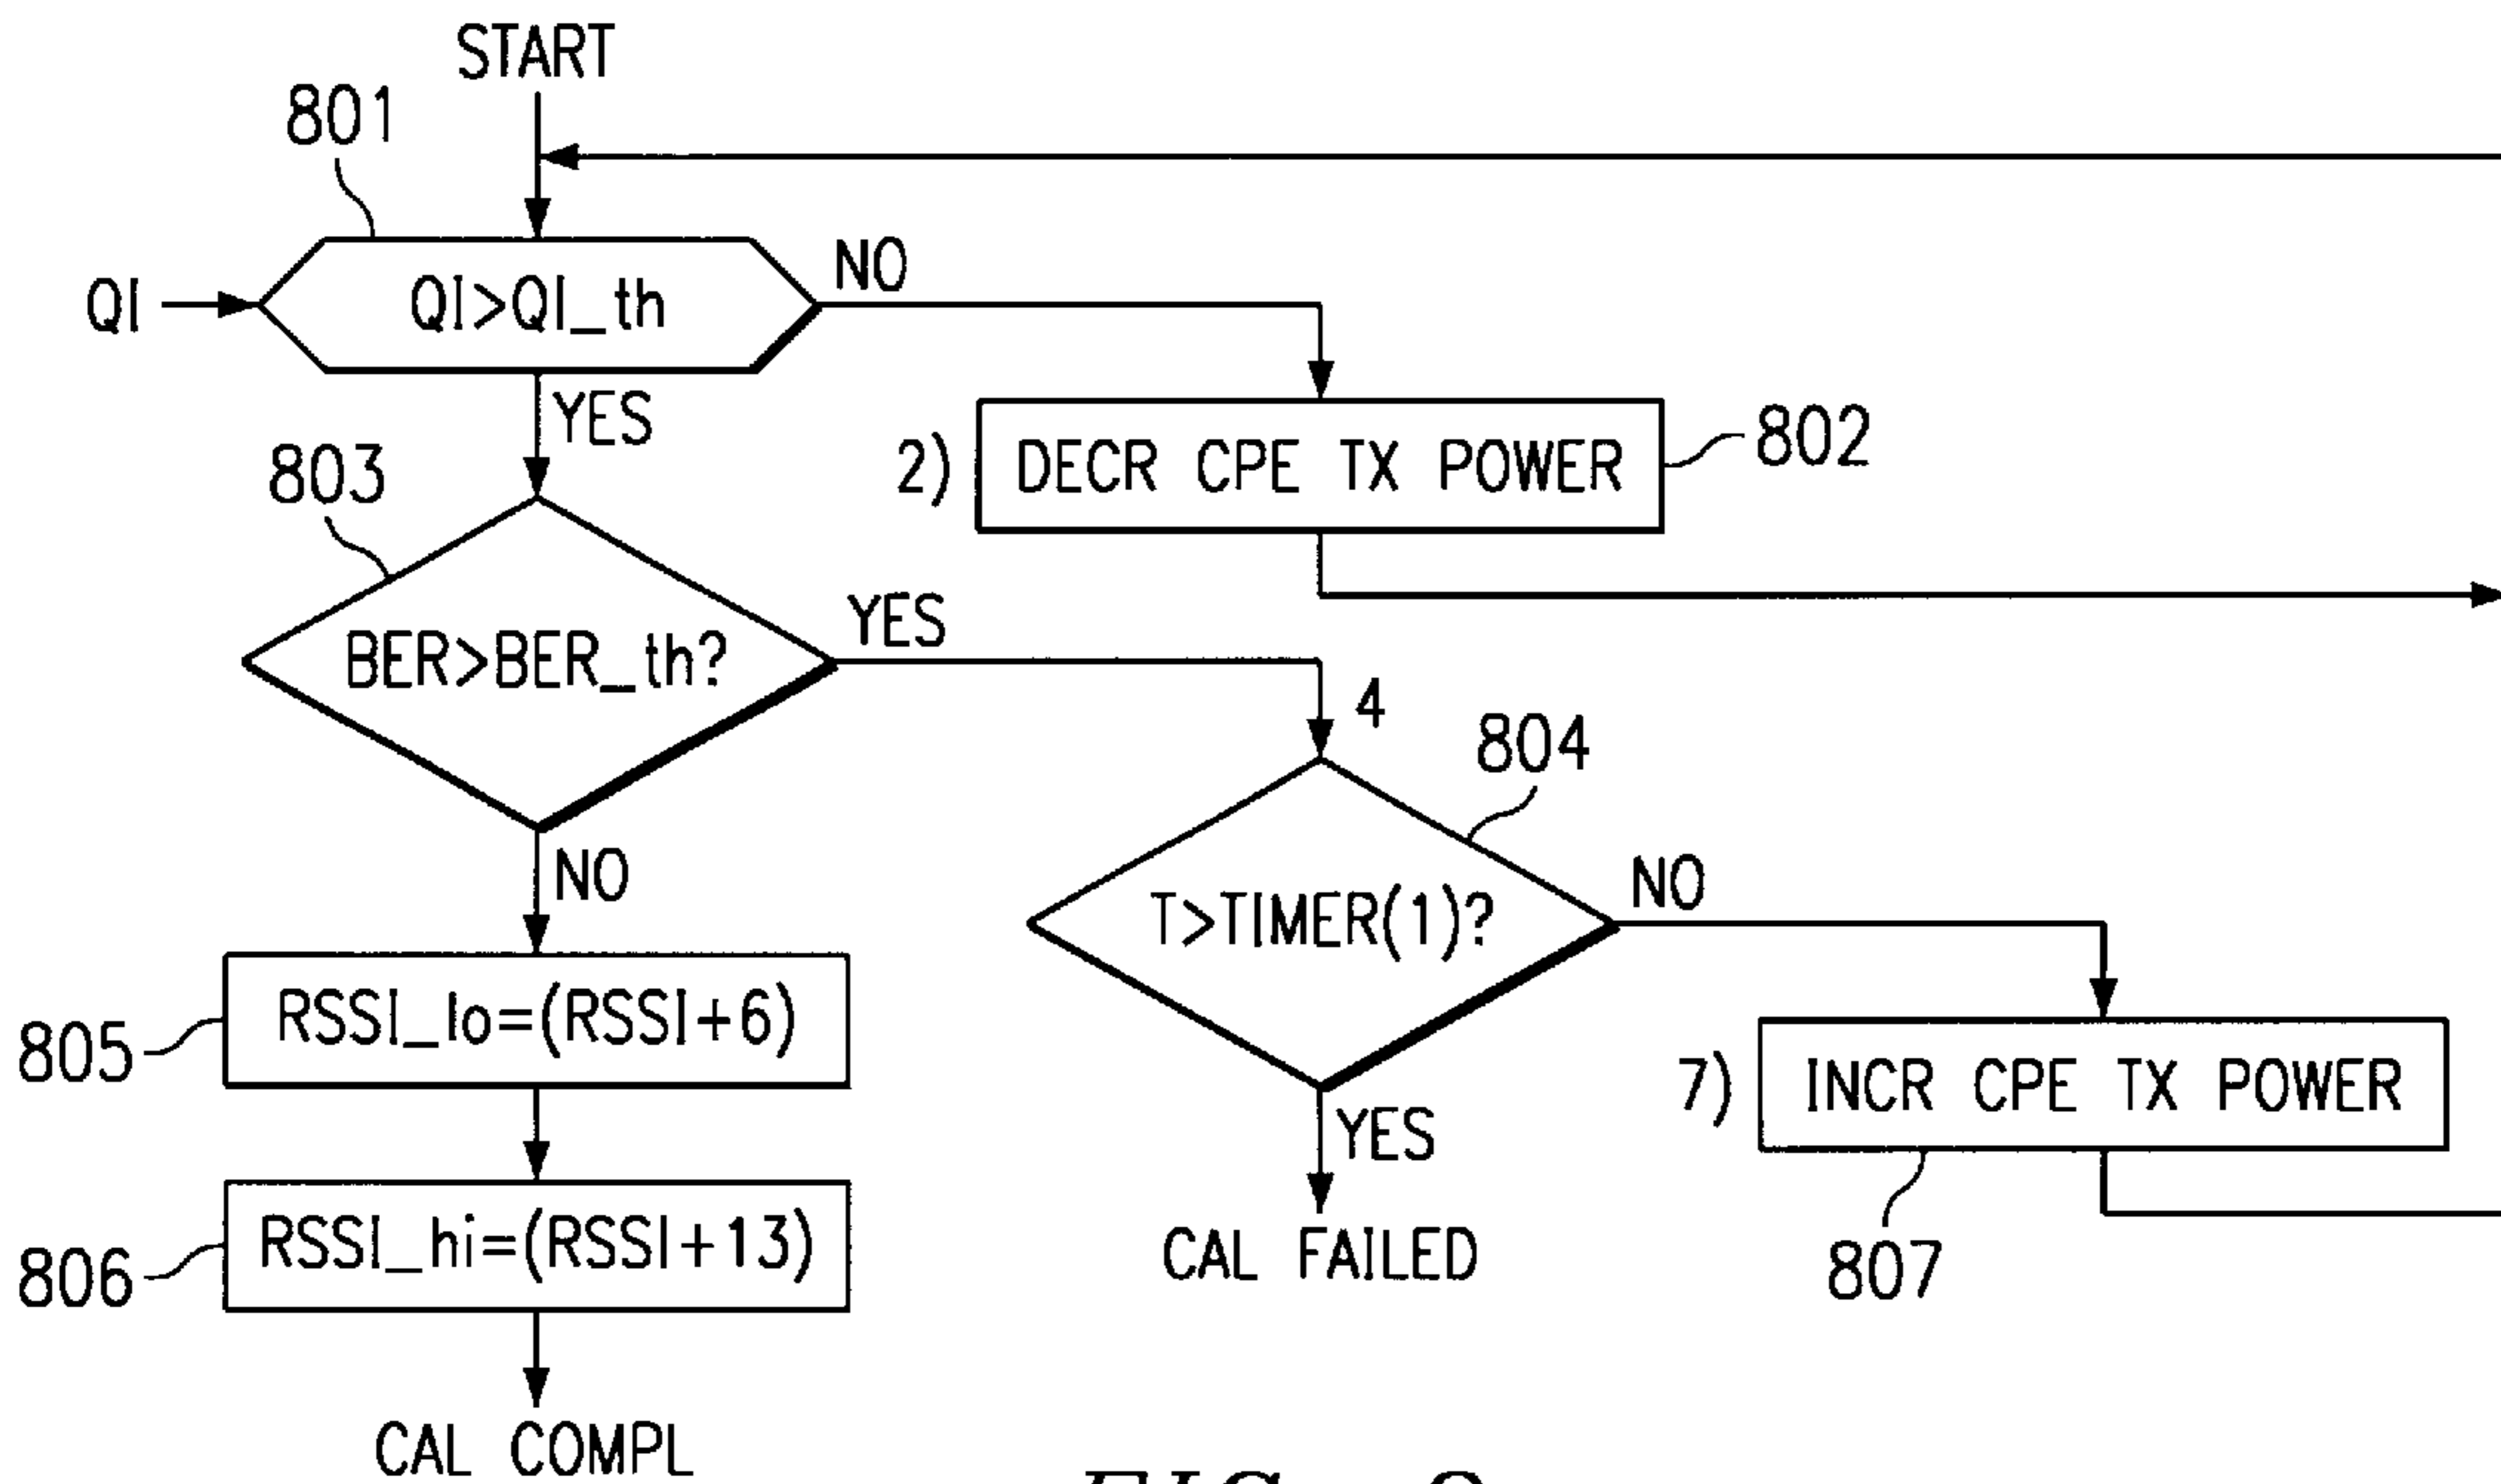 START
801
QI
QI>QI_th
NO
YES
2)
DECR CPE TX POWER
802
803
BER>BER_th?
YES
4
804
NO
T>TIMER(1)?
NO
805
RSSI_lo=(RSSI+6)
7)
INCR CPE TX POWER
YES
806
RSSI_hi=(RSSI+13)
CAL FAILED
807
CAL COMPL